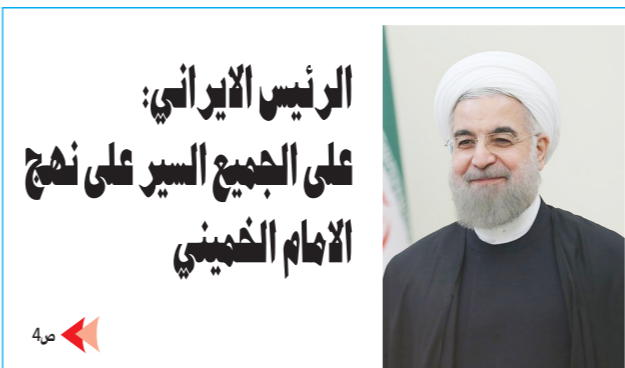 الرئيس الايراني:
على الجميع السير على نهج
الامام الخميني
ص4